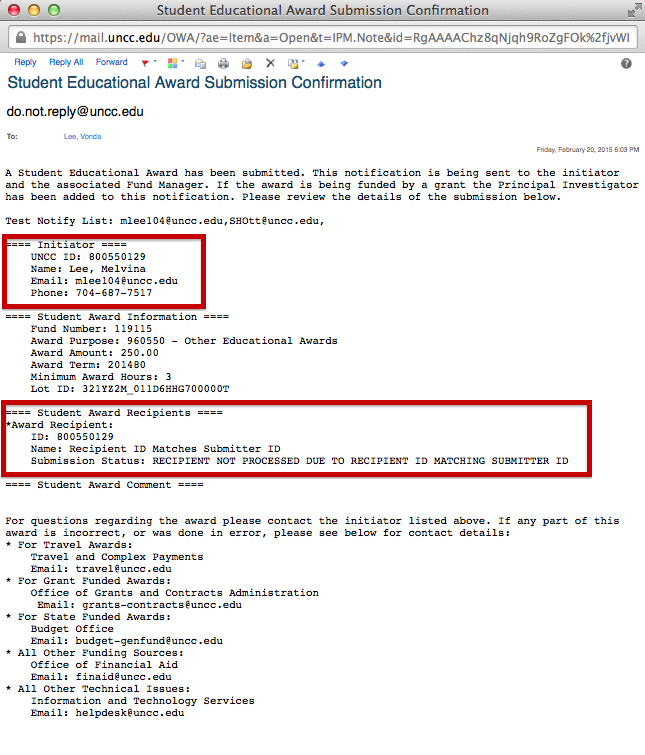 Student Educational Award Submission Confirmation
https://mail.uncc.edu/OWA/?ae=Item&a=Open&t=IPM.Note&id=RgAAAAChz8qNjqh9RoZgFOk%2fjvWI
Reply Reply All Forward
Student Educational Award Submission Confirmation
do.not.reply@uncc.edu
To: Lee, Vonda
Friday, February 20, 2015 6:03 PM
A Student Educational Award has been submitted. This notification is being sent to the initiator
and the associated Fund Manager. If the award is being funded by a grant the Principal Investigator
has been added to this notification. Please review the details of the submission below.
Test Notify List: mlee104@uncc.edu,SHOtt@uncc.edu,
==== Initiator ====
UNCC ID: 800550129
Name: Lee, Melvina
Email: mlee104@uncc.edu
Phone: 704-687-7517
==== Student Award Information ====
Fund Number: 119115
Award Purpose: 960550 - Other Educational Awards
Award Amount: 250.00
Award Term: 201480
Minimum Award Hours: 3
Lot ID: 321YZ2M_011D6HHG700000T
==== Student Award Recipients ====
*Award Recipient:
ID: 800550129
Name: Recipient ID Matches Submitter ID
Submission Status: RECIPIENT NOT PROCESSED DUE TO RECIPIENT ID MATCHING SUBMITTER ID
==== Student Award Comment ====
For questions regarding the award please contact the initiator listed above. If any part of this
award is incorrect, or was done in error, please see below for contact details:
* For Travel Awards:
Travel and Complex Payments
Email: travel@uncc.edu
* For Grant Funded Awards:
Office of Grants and Contracts Administration
Email: grants-contracts@uncc.edu
* For State Funded Awards:
Budget Office
Email: budget-genfund@uncc.edu
* All Other Funding Sources:
Office of Financial Aid
Email: finaid@uncc.edu
* All Other Technical Issues:
Information and Technology Services
Email: helpdesk@uncc.edu